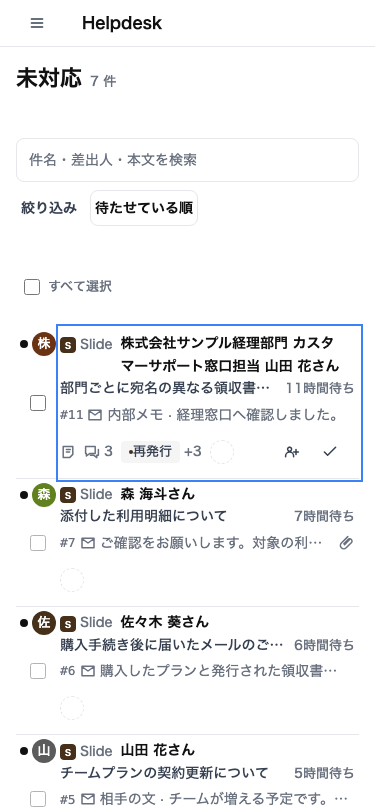 Helpdesk
未対応 7 件
件名・差出人・本文を検索
絞り込み 待たせている順
すべて選択
株 s Slide 株式会社サンプル経理部門 カスタ
マーサポート窓口担当 山田 花さん
部門ごとに宛名の異なる領収書… 11時間待ち
#11 内部メモ · 経理窓口へ確認しました。
3 •再発行 +3
森 s Slide 森 海斗さん
添付した利用明細について 7時間待ち
#7 ご確認をお願いします。対象の利…
佐 s Slide 佐々木 葵さん
購入手続き後に届いたメールのご… 6時間待ち
#6 購入したプランと発行された領収書…
山 s Slide 山田 花さん
チームプランの契約更新について 5時間待ち
#5 相手の文 · チームが増える予定です。…